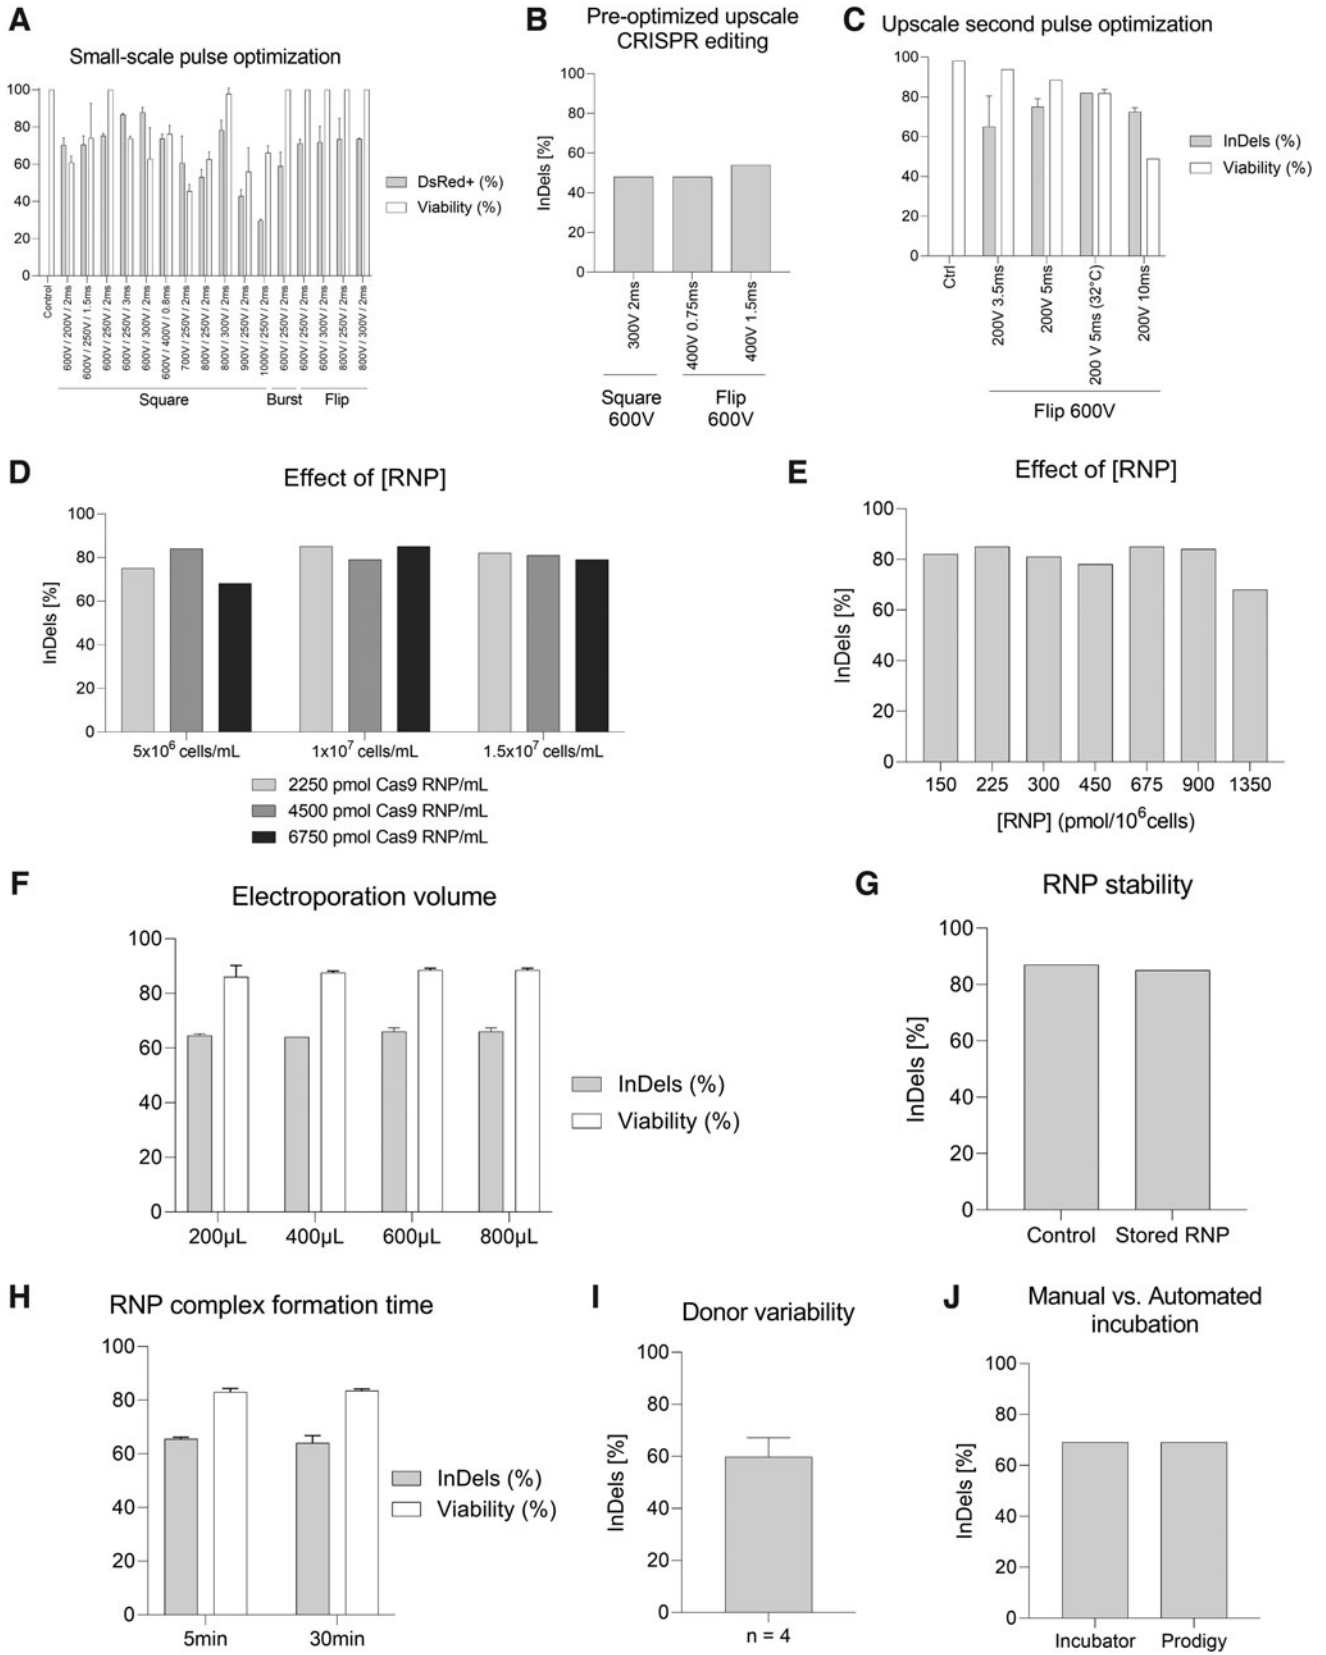 A
Small-scale pulse optimization
100
80
60
40
20
0
Control
600V / 200V / 2ms
600V / 250V / 1.5ms
600V / 250V / 2ms
600V / 250V / 3ms
600V / 300V / 2ms
600V / 400V / 0.8ms
700V / 250V / 2ms
800V / 250V / 2ms
800V / 300V / 2ms
900V / 250V / 2ms
1000V / 250V / 2ms
600V / 250V / 2ms
600V / 250V / 2ms
600V / 300V / 2ms
800V / 250V / 2ms
800V / 300V / 2ms
Square
Burst
Flip
DsRed+ (%)
Viability (%)
B
Pre-optimized upscale
CRISPR editing
InDels [%]
100
80
60
40
20
0
300V 2ms
400V 0.75ms
400V 1.5ms
Square
600V
Flip
600V
C
Upscale second pulse optimization
100
80
60
40
20
0
Ctrl
200V 3.5ms
200V 5ms
200 V 5ms (32°C)
200V 10ms
Flip 600V
InDels (%)
Viability (%)
D
Effect of [RNP]
InDels [%]
100
80
60
40
20
0
5x10⁶ cells/mL
1x10⁷ cells/mL
1.5x10⁷ cells/mL
2250 pmol Cas9 RNP/mL
4500 pmol Cas9 RNP/mL
6750 pmol Cas9 RNP/mL
E
Effect of [RNP]
InDels [%]
100
80
60
40
20
0
150 225 300 450 675 900 1350
[RNP] (pmol/10⁶cells)
F
Electroporation volume
100
80
60
40
20
0
200µL 400µL 600µL 800µL
InDels (%)
Viability (%)
G
RNP stability
InDels [%]
100
80
60
40
20
0
Control Stored RNP
H
RNP complex formation time
100
80
60
40
20
0
5min 30min
InDels (%)
Viability (%)
I
Donor variability
InDels [%]
100
80
60
40
20
0
n = 4
J
Manual vs. Automated
incubation
InDels [%]
100
80
60
40
20
0
Incubator Prodigy